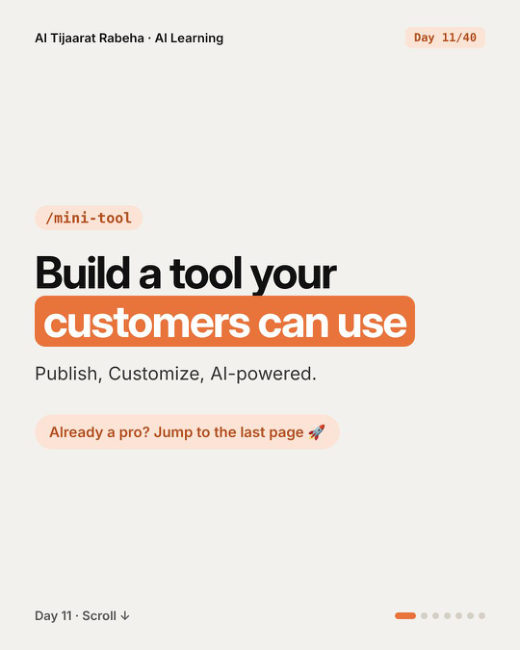 Al Tijaarat Rabeha · AI Learning
Day 11/40
/mini-tool
Build a tool your
customers can use
Publish, Customize, AI-powered.
Already a pro? Jump to the last page 🚀
Day 11 · Scroll ↓